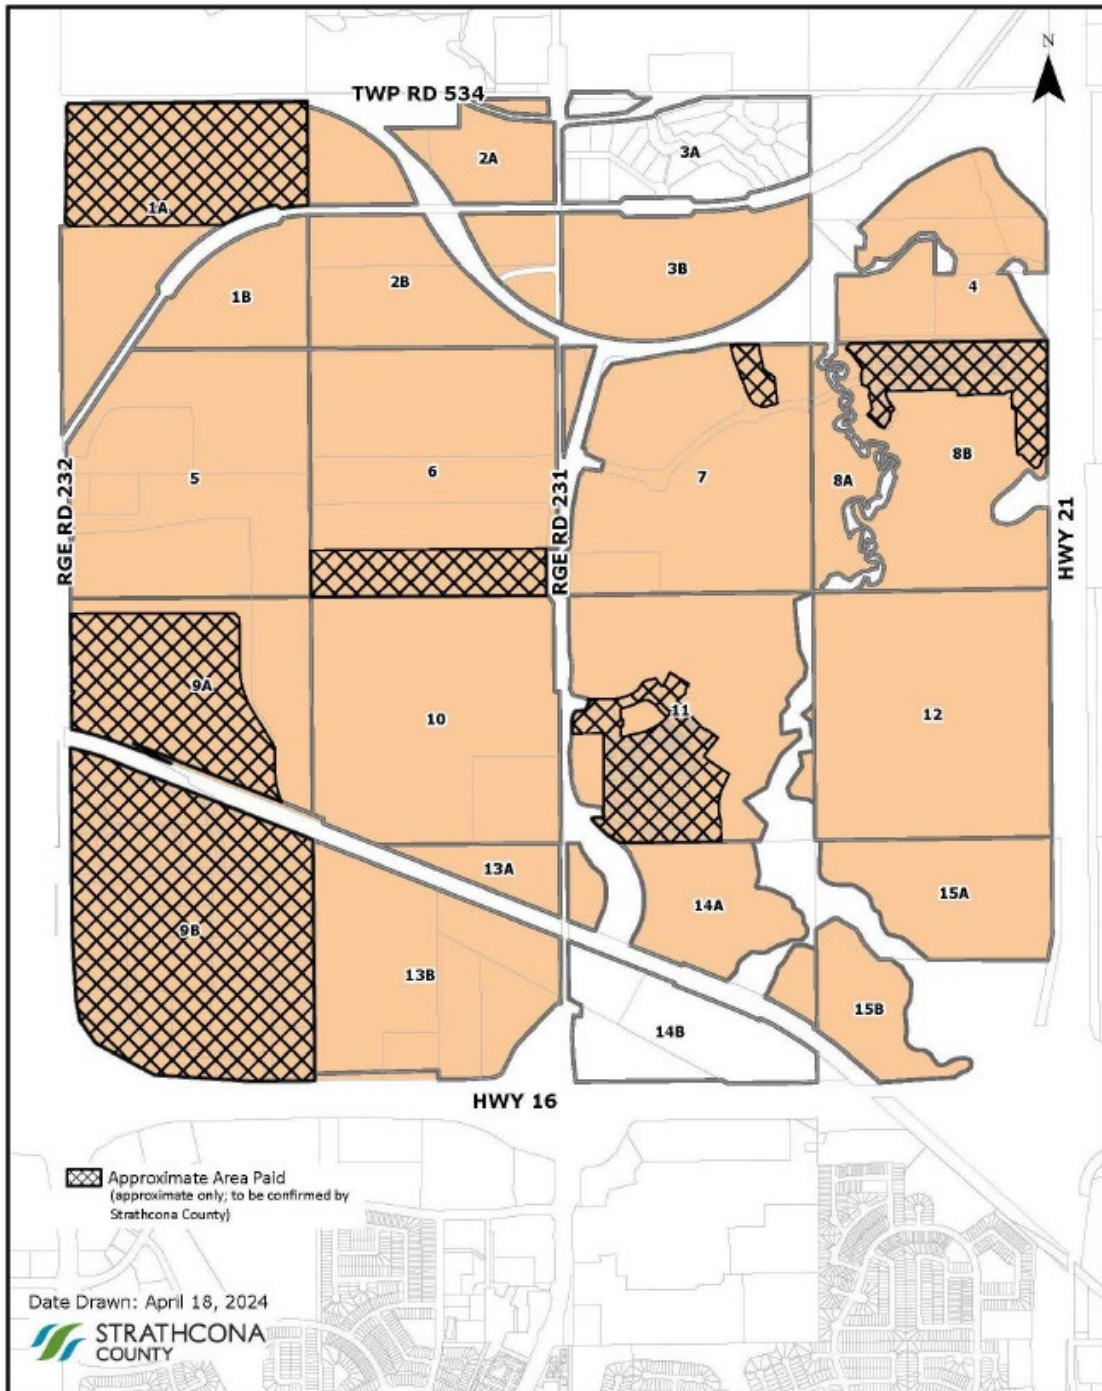 N
TWP RD 534
3A
2A
1A
3B
2B
1B
4
8B
5
6
7
8A
RGE RD 232
RGE RD 231
HWY 21
9A
11
12
10
13A
15A
14A
9B
13B
15B
14B
HWY 16
Approximate Area Paid
(approximate only; to be confirmed by
Strathcona County)
Date Drawn: April 18, 2024
STRATHCONA
COUNTY